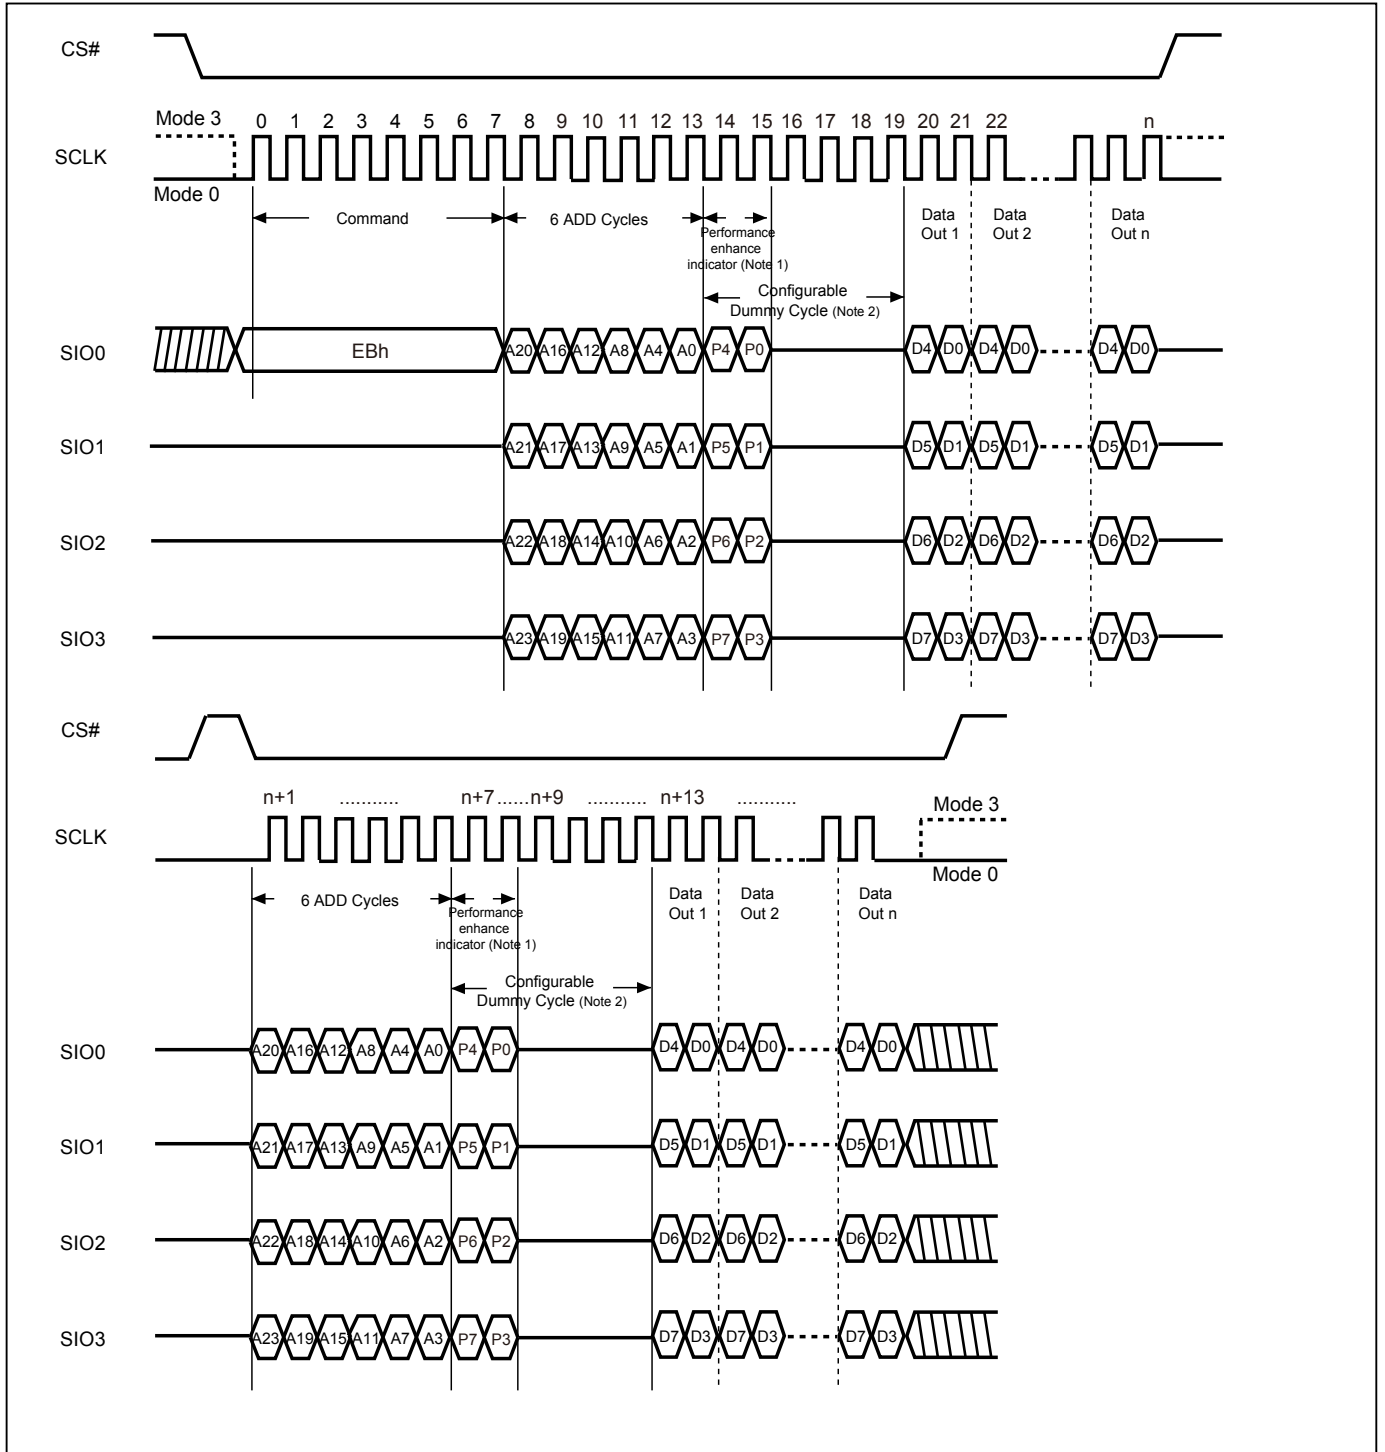 CS#
Mode 3
0 1 2 3 4 5 6 7 8 9 10 11 12 13 14 15 16 17 18 19 20 21 22 n
SCLK
Mode 0
Command 6 ADD Cycles Data Out 1 Data Out 2 Data Out n
Performance
enhance
indicator (Note 1)
Configurable
Dummy Cycle (Note 2)
SIO0 EBh A20 A16 A12 A8 A4 A0 P4 P0 D4 D0 D4 D0 D4 D0
SIO1 A21 A17 A13 A9 A5 A1 P5 P1 D5 D1 D5 D1 D5 D1
SIO2 A22 A18 A14 A10 A6 A2 P6 P2 D6 D2 D6 D2 D6 D2
SIO3 A23 A19 A15 A11 A7 A3 P7 P3 D7 D3 D7 D3 D7 D3
CS#
n+1 ........... n+7 ......n+9 ........... n+13 ...........
Mode 3
SCLK
Mode 0
6 ADD Cycles Data Out 1 Data Out 2 Data Out n
Performance
enhance
indicator (Note 1)
Configurable
Dummy Cycle (Note 2)
SIO0 A20 A16 A12 A8 A4 A0 P4 P0 D4 D0 D4 D0 D4 D0
SIO1 A21 A17 A13 A9 A5 A1 P5 P1 D5 D1 D5 D1 D5 D1
SIO2 A22 A18 A14 A10 A6 A2 P6 P2 D6 D2 D6 D2 D6 D2
SIO3 A23 A19 A15 A11 A7 A3 P7 P3 D7 D3 D7 D3 D7 D3